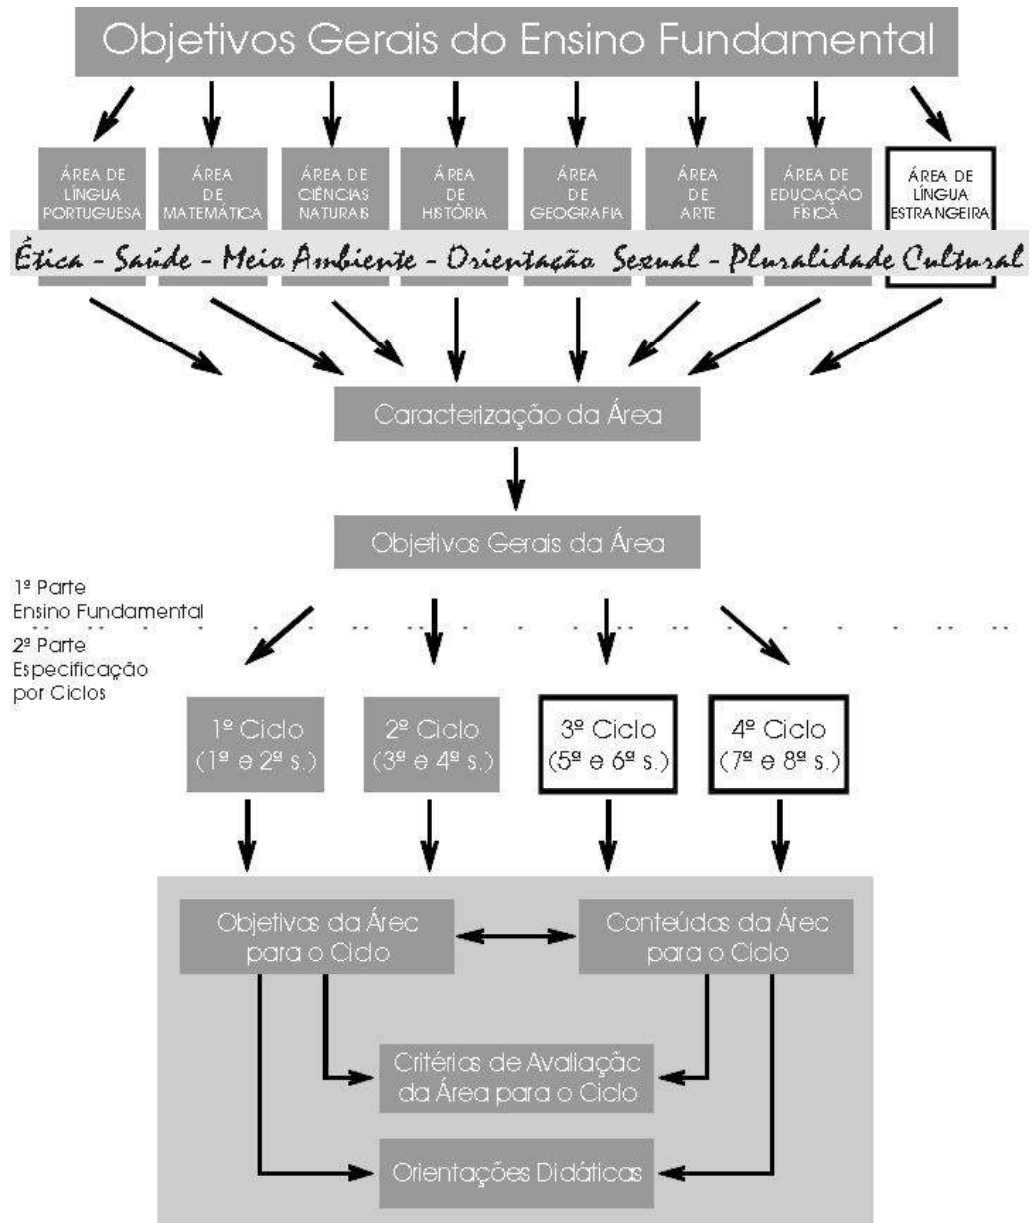 Objetivos Gerais do Ensino Fundamental
ÁREA DE
LÍNGUA
PORTUGUESA
ÁREA
DE
MATEMÁTICA
ÁREA DE
CIÊNCIAS
NATURAIS
ÁREA
DE
HISTÓRIA
ÁREA
DE
GEOGRAFIA
ÁREA
DE
ARTE
ÁREA DE
EDUCAÇÃO
FÍSICA
ÁREA DE
LÍNGUA
ESTRANGEIRA
Ética - Saúde - Meio Ambiente - Orientação Sexual - Pluralidade Cultural
Caracterização da Área
Objetivos Gerais da Área
1ª Parte
Ensino Fundamental
2ª Parte
Especificação
por Ciclos
1º Ciclo
(1ª e 2ª s.)
2º Ciclo
(3ª e 4ª s.)
3º Ciclo
(5ª e 6ª s.)
4º Ciclo
(7ª e 8ª s.)
Objetivos da Área
para o Ciclo
Conteúdos da Área
para o Ciclo
Critérios de Avaliação
da Área para o Ciclo
Orientações Didáticas